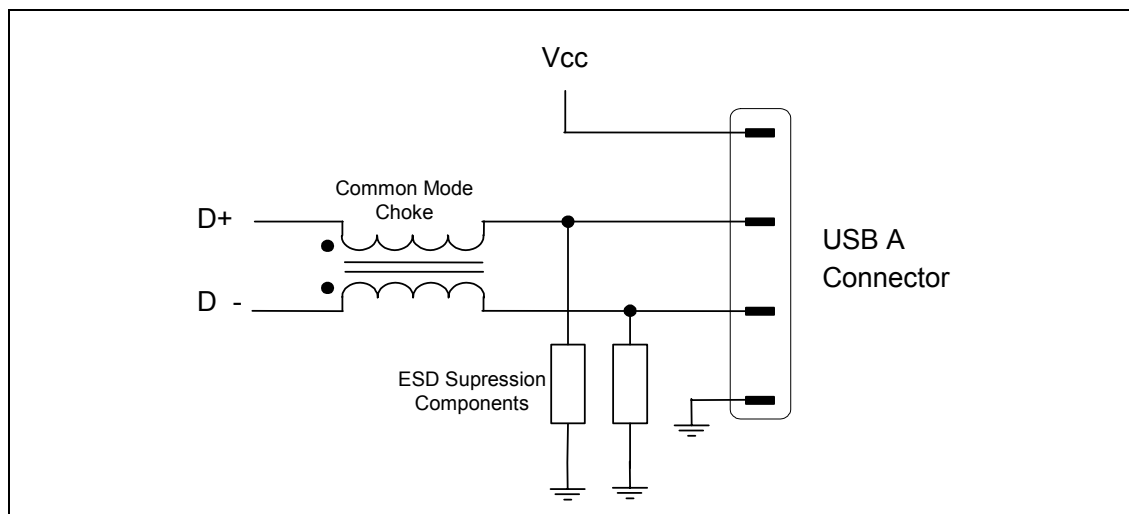 Vcc
Common Mode
Choke
D+
D -
USB A
Connector
ESD Supression
Components